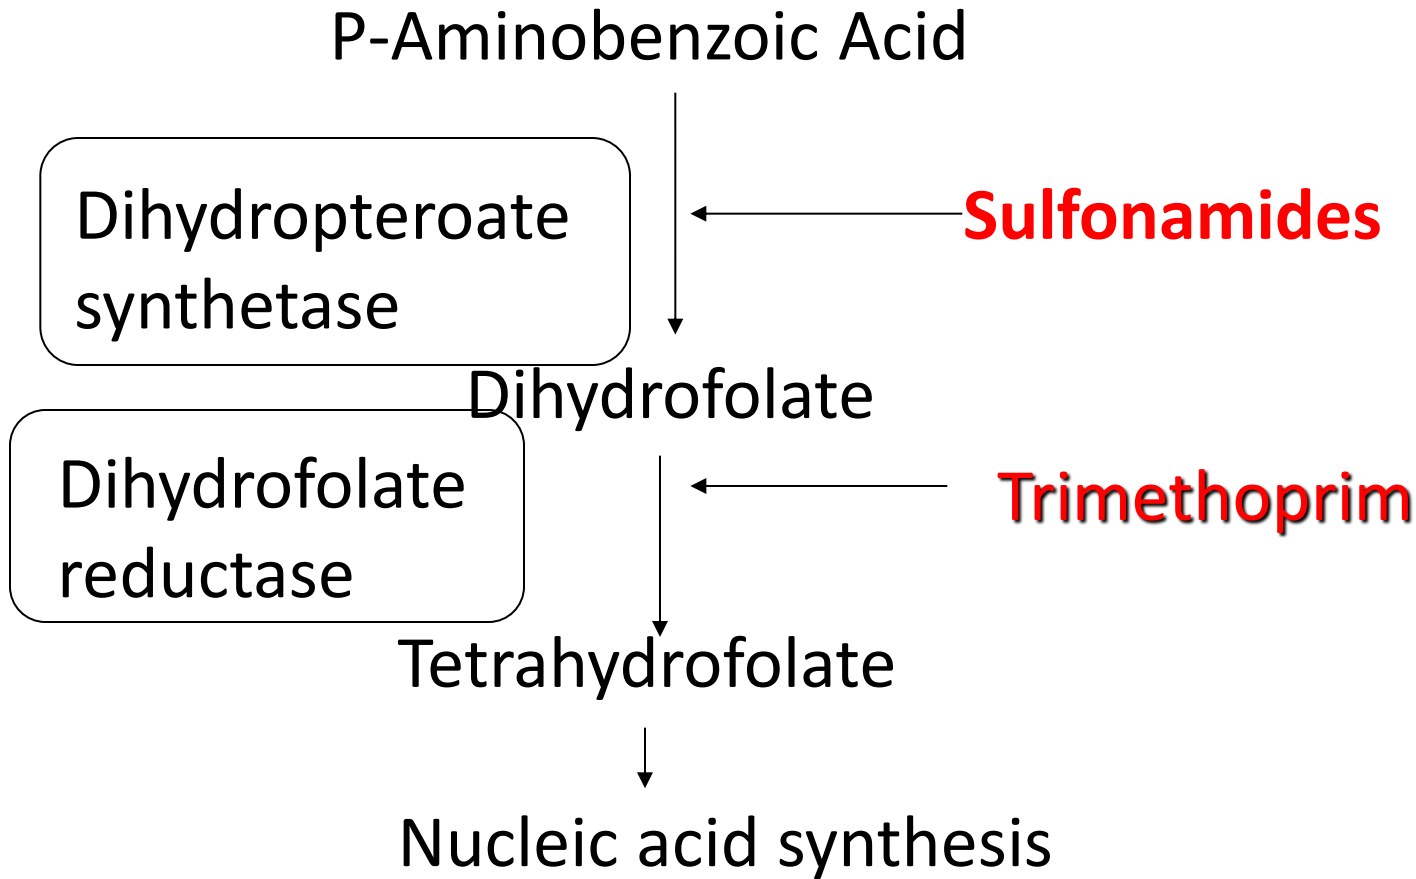 P-Aminobenzoic Acid
Dihydropteroate
synthetase
Sulfonamides
Dihydrofolate
Dihydrofolate
reductase
Trimethoprim
Tetrahydrofolate
Nucleic acid synthesis